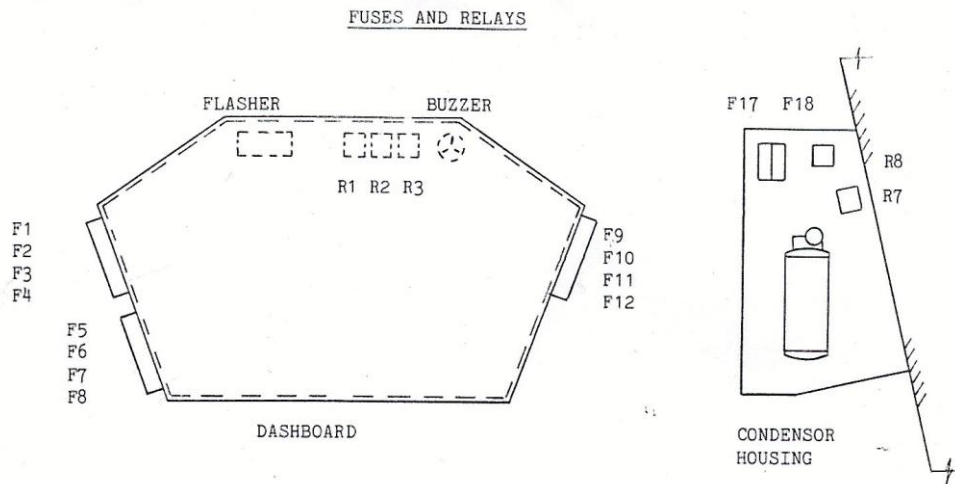 FUSES AND RELAYS
FLASHER BUZZER
R1 R2 R3
F1
F2
F3
F4
F5
F6
F7
F8
F9
F10
F11
F12
DASHBOARD
F17 F18
R8
R7
CONDENSOR
HOUSING